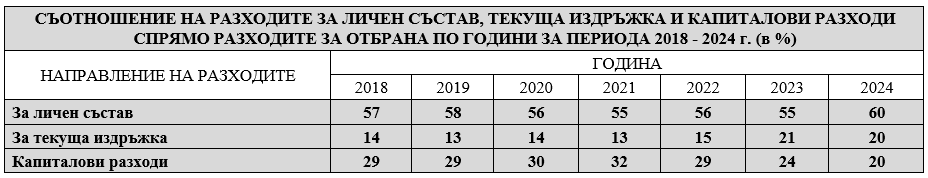 СЪОТНОШЕНИЕ НА РАЗХОДИТЕ ЗА ЛИЧЕН СЪСТАВ, ТЕКУЩА ИЗДРЪЖКА И КАПИТАЛОВИ РАЗХОДИ
СПРЯМО РАЗХОДИТЕ ЗА ОТБРАНА ПО ГОДИНИ ЗА ПЕРИОДА 2018 - 2024 г. (в %)
НАПРАВЛЕНИЕ НА РАЗХОДИТЕ ГОДИНА
2018 2019 2020 2021 2022 2023 2024
За личен състав 57 58 56 55 56 55 60
За текуща издръжка 14 13 14 13 15 21 20
Капиталови разходи 29 29 30 32 29 24 20